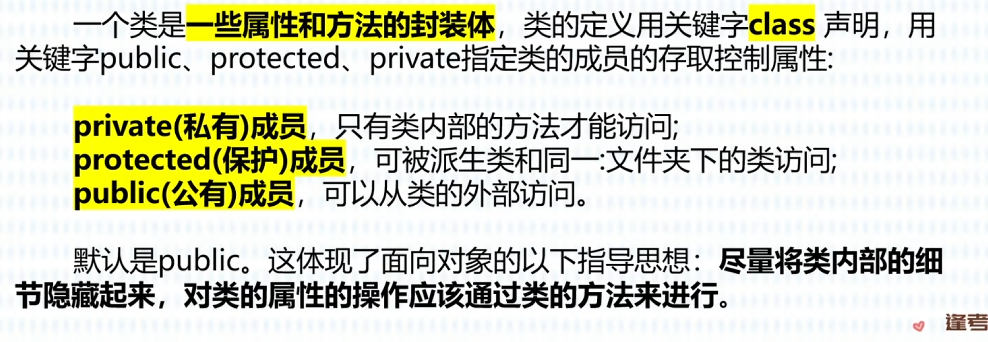 一个类是一些属性和方法的封装体，类的定义用关键字class 声明，用
关键字public、protected、private指定类的成员的存取控制属性;
private(私有)成员，只有类内部的方法才能访问;
protected(保护)成员，可被派生类和同一·文件夹下的类访问;
public(公有)成员，可以从类的外部访问。
默认是public。这体现了面向对象的以下指导思想：尽量将类内部的细
节隐藏起来，对类的属性的操作应该通过类的方法来进行。
逢考